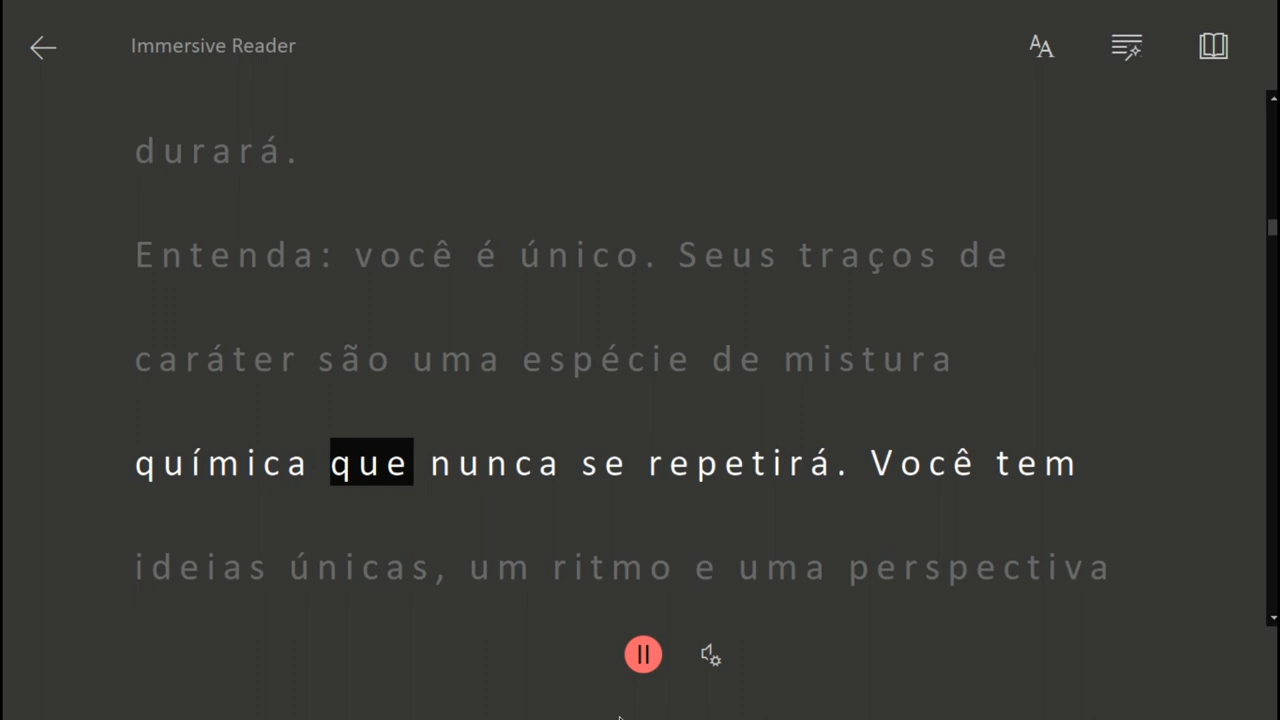 Immersive Reader
durará.
Entenda: você é único. Seus traços de
caráter são uma espécie de mistura
química que nunca se repetirá. Você tem
ideias únicas, um ritmo e uma perspectiva